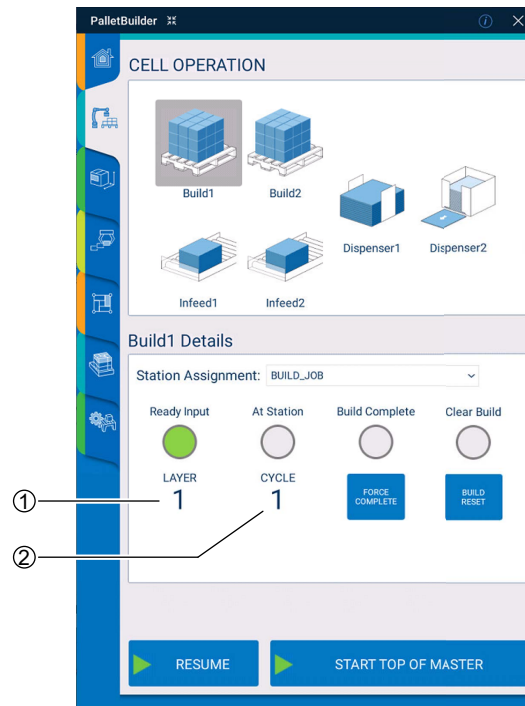 PalletBuilder
CELL OPERATION
Build1 Build2
Dispenser1 Dispenser2
Infeed1 Infeed2
Build1 Details
Station Assignment: BUILD_JOB
Ready Input At Station Build Complete Clear Build
LAYER CYCLE
1 1
FORCE COMPLETE
BUILD RESET
1
2
RESUME START TOP OF MASTER